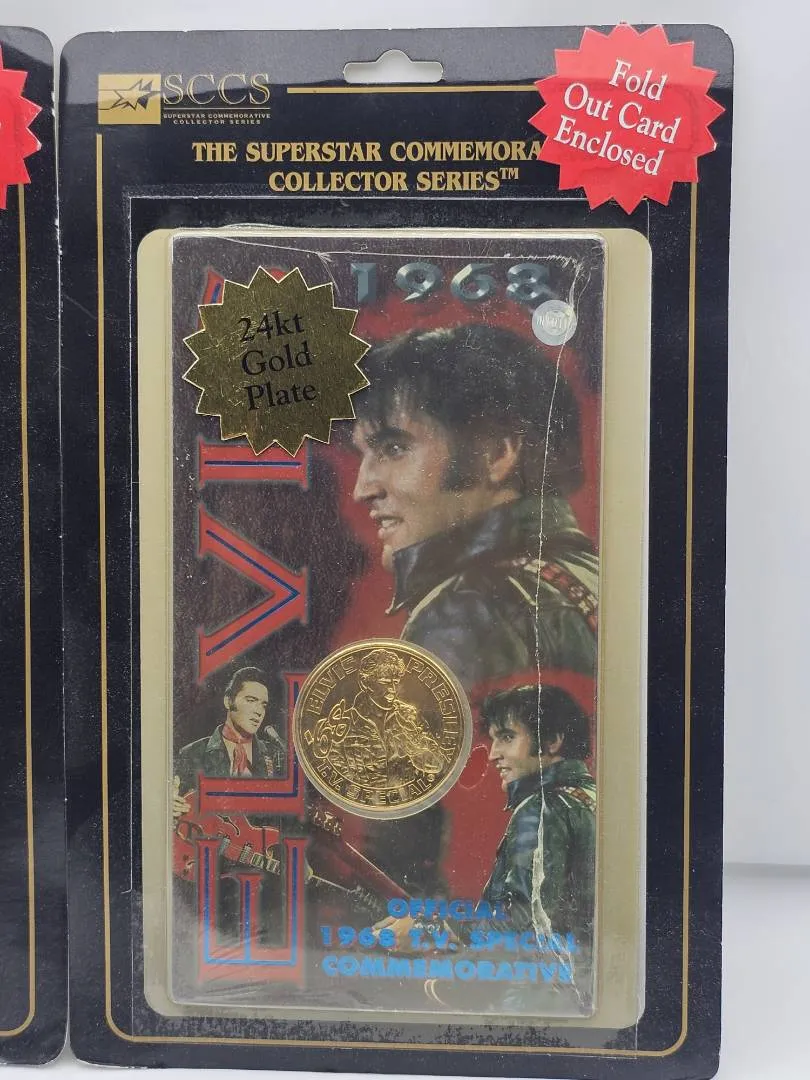 SCCS
SUPERSTAR COMMEMORATIVE
COLLECTOR SERIES
THE SUPERSTAR COMMEMORA
COLLECTOR SERIES™
Fold
Out Card
Enclosed
1968
24kt
Gold
Plate
ELVIS
ELVIS PRESLEY
'68
T.V. SPECIAL
OFFICIAL
1968 T.V. SPECIAL
COMMEMORATIVE